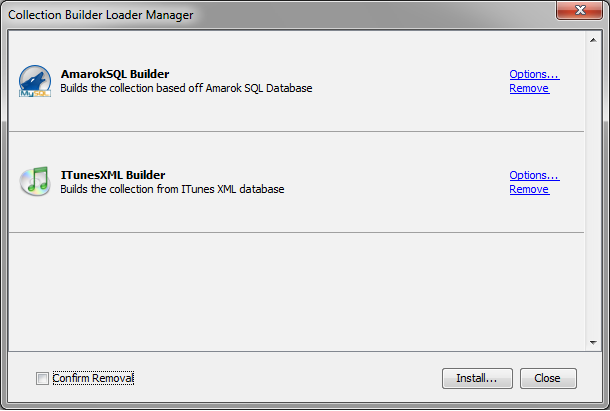 Collection Builder Loader Manager
AmarokSQL Builder
Builds the collection based off Amarok SQL Database
Options...
Remove
MySQL
ITunesXML Builder
Builds the collection from ITunes XML database
Options...
Remove
Confirm Removal
Install...
Close